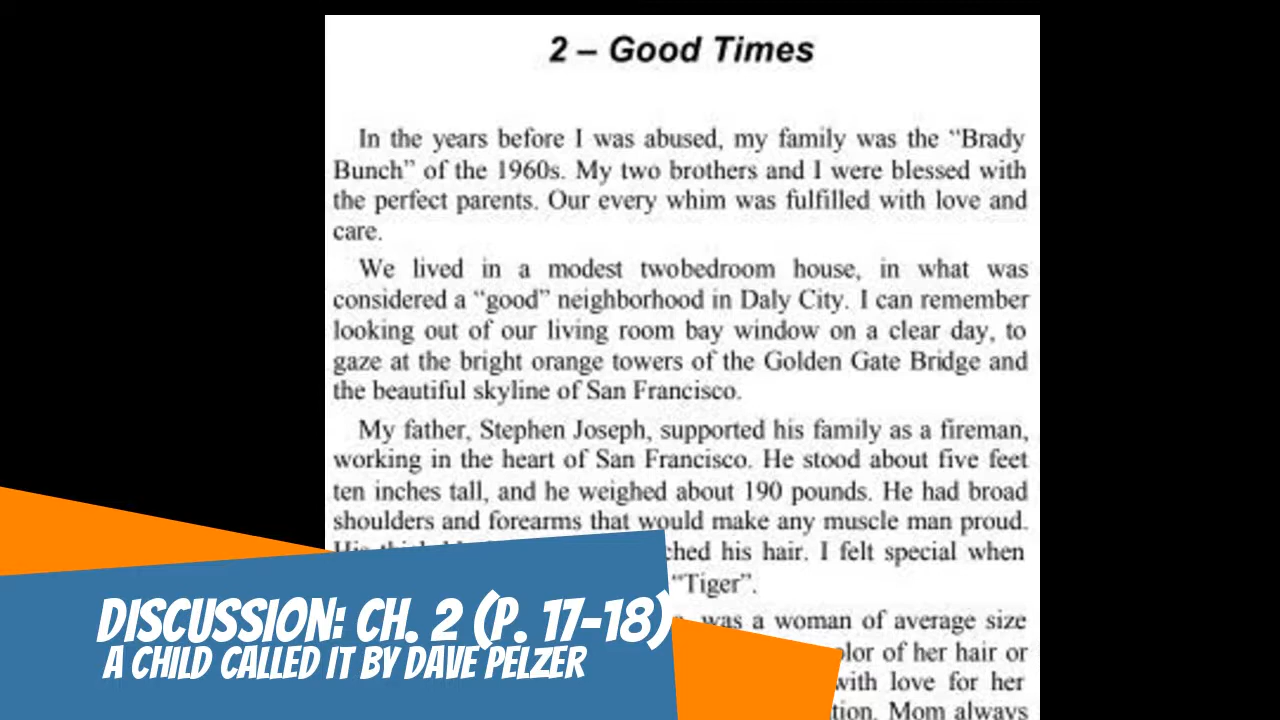 2 – Good Times
In the years before I was abused, my family was the “Brady
Bunch” of the 1960s. My two brothers and I were blessed with
the perfect parents. Our every whim was fulfilled with love and
care.
We lived in a modest twobedroom house, in what was
considered a “good” neighborhood in Daly City. I can remember
looking out of our living room bay window on a clear day, to
gaze at the bright orange towers of the Golden Gate Bridge and
the beautiful skyline of San Francisco.
My father, Stephen Joseph, supported his family as a fireman,
working in the heart of San Francisco. He stood about five feet
ten inches tall, and he weighed about 190 pounds. He had broad
shoulders and forearms that would make any muscle man proud.
his hair. I felt special when
“Tiger”.
was a woman of average size
of her hair or
with love for her
Mom always
DISCUSSION: CH. 2 (P. 17-18)
A CHILD CALLED IT BY DAVE PELZER